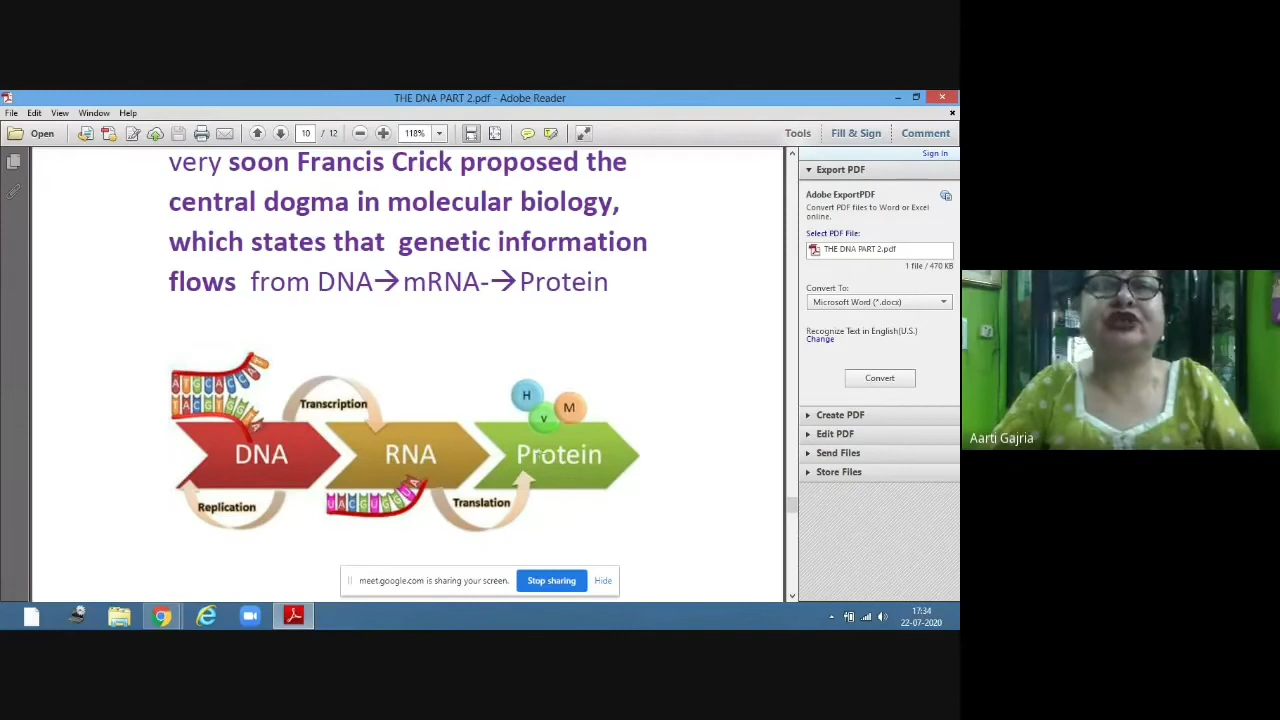 THE DNA PART 2.pdf - Adobe Reader
File Edit View Window Help
Open 10 / 12 118% Tools Fill & Sign Comment
very soon Francis Crick proposed the
central dogma in molecular biology,
which states that genetic information
flows from DNA→mRNA-→Protein
ATGCACCA
TACGTGGTA
Transcription
H
V
M
DNA
RNA
Protein
Replication
UACGUGGUA
Translation
meet.google.com is sharing your screen. Stop sharing Hide
Sign In
Export PDF
Adobe ExportPDF
Convert PDF files to Word or Excel
online.
Select PDF File:
THE DNA PART 2.pdf
1 file / 470 KB
Convert To:
Microsoft Word (*.docx)
Recognize Text in English(U.S.)
Change
Convert
Create PDF
Edit PDF
Send Files
Store Files
17:34
22-07-2020
Aarti Gajria